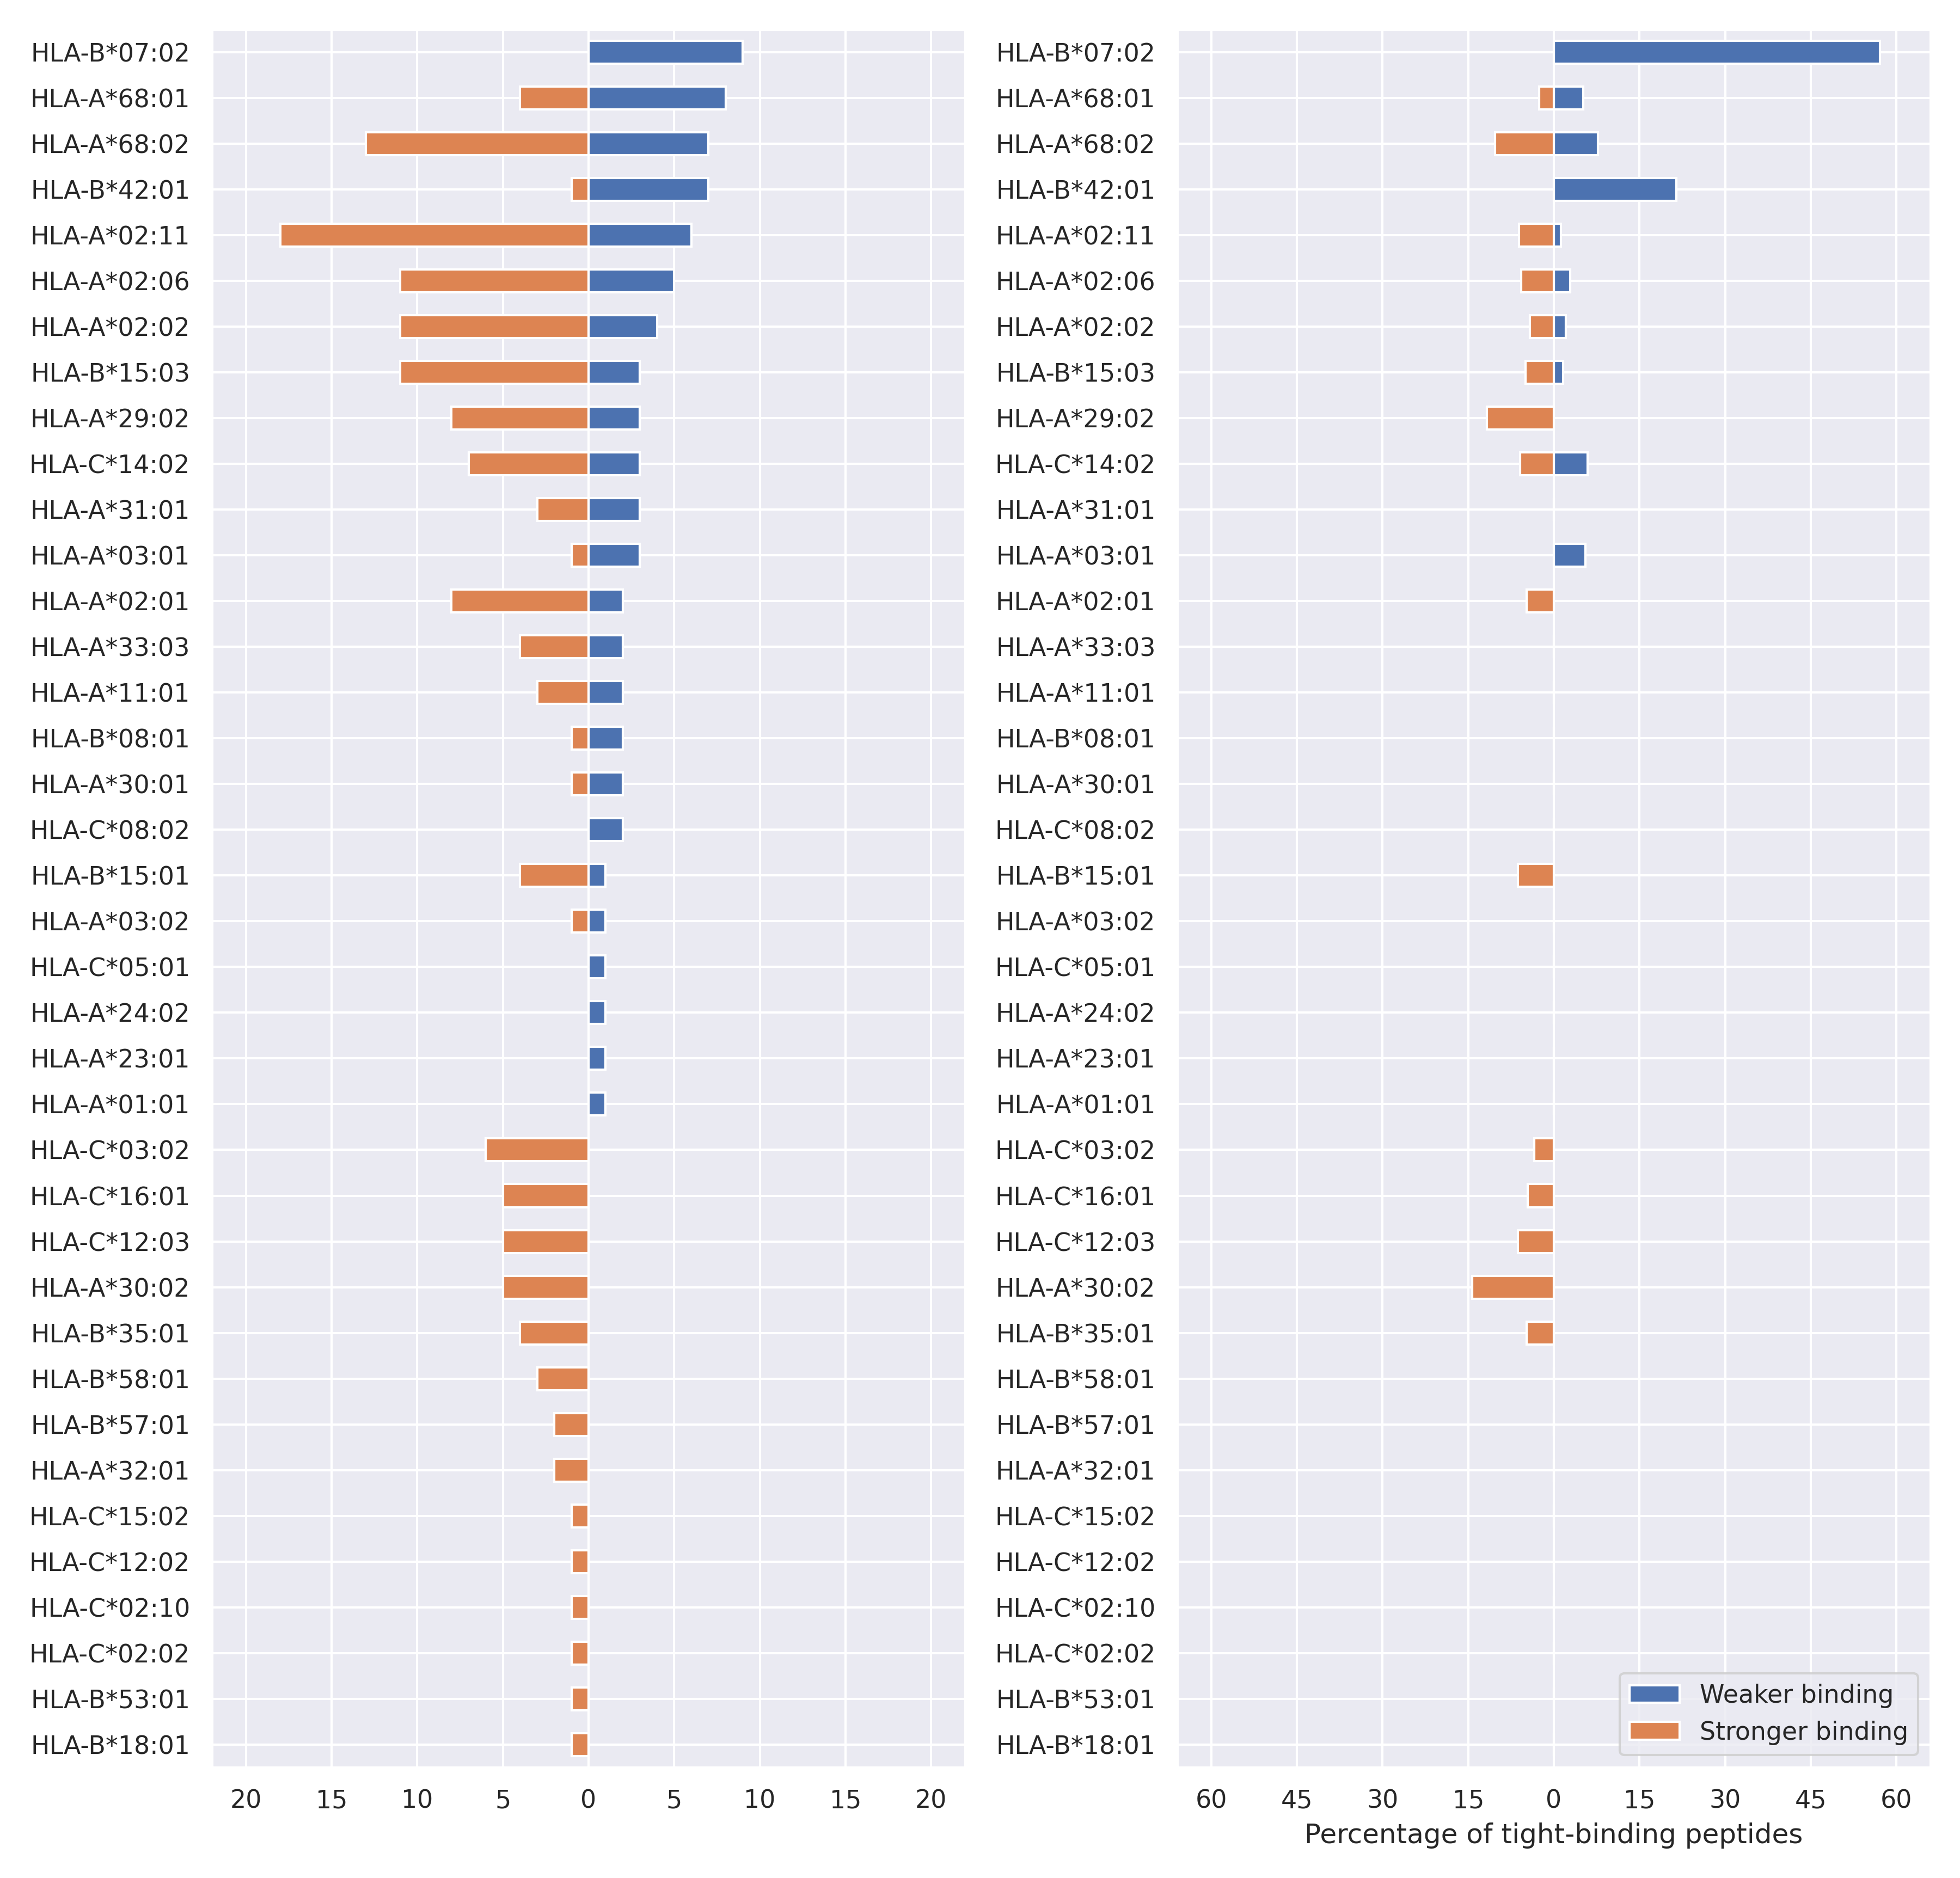 HLA-B*07:02
HLA-A*68:01
HLA-A*68:02
HLA-B*42:01
HLA-A*02:11
HLA-A*02:06
HLA-A*02:02
HLA-B*15:03
HLA-A*29:02
HLA-C*14:02
HLA-A*31:01
HLA-A*03:01
HLA-A*02:01
HLA-A*33:03
HLA-A*11:01
HLA-B*08:01
HLA-A*30:01
HLA-C*08:02
HLA-B*15:01
HLA-A*03:02
HLA-C*05:01
HLA-A*24:02
HLA-A*23:01
HLA-A*01:01
HLA-C*03:02
HLA-C*16:01
HLA-C*12:03
HLA-A*30:02
HLA-B*35:01
HLA-B*58:01
HLA-B*57:01
HLA-A*32:01
HLA-C*15:02
HLA-C*12:02
HLA-C*02:10
HLA-C*02:02
HLA-B*53:01
HLA-B*18:01
20 15 10 5 0 5 10 15 20
HLA-B*07:02
HLA-A*68:01
HLA-A*68:02
HLA-B*42:01
HLA-A*02:11
HLA-A*02:06
HLA-A*02:02
HLA-B*15:03
HLA-A*29:02
HLA-C*14:02
HLA-A*31:01
HLA-A*03:01
HLA-A*02:01
HLA-A*33:03
HLA-A*11:01
HLA-B*08:01
HLA-A*30:01
HLA-C*08:02
HLA-B*15:01
HLA-A*03:02
HLA-C*05:01
HLA-A*24:02
HLA-A*23:01
HLA-A*01:01
HLA-C*03:02
HLA-C*16:01
HLA-C*12:03
HLA-A*30:02
HLA-B*35:01
HLA-B*58:01
HLA-B*57:01
HLA-A*32:01
HLA-C*15:02
HLA-C*12:02
HLA-C*02:10
HLA-C*02:02
HLA-B*53:01
HLA-B*18:01
Weaker binding
Stronger binding
60 45 30 15 0 15 30 45 60
Percentage of tight-binding peptides